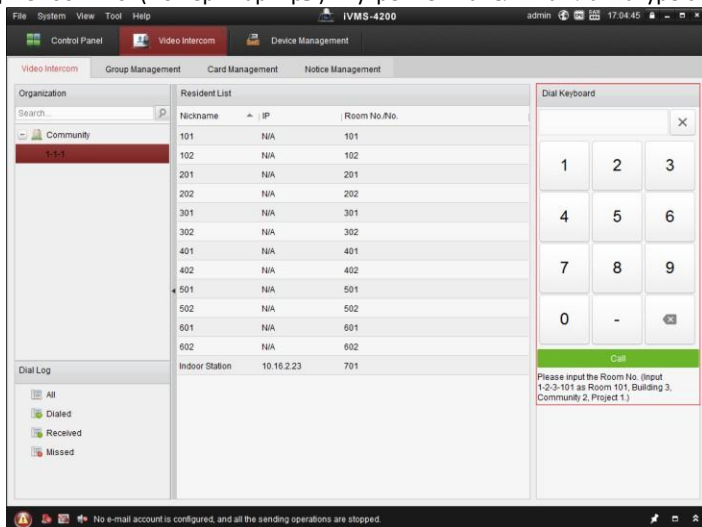 File System View Tool Help iVMS-4200 admin 17:04:45
Control Panel Video Intercom Device Management
Video Intercom Group Management Card Management Notice Management
Organization Resident List Dial Keyboard
Search...
Nickname IP Room No./No.
Community
1-1-1
101 N/A 101
102 N/A 102
201 N/A 201
202 N/A 202
301 N/A 301
302 N/A 302
401 N/A 401
402 N/A 402
501 N/A 501
502 N/A 502
601 N/A 601
602 N/A 602
Indoor Station 10.16.2.23 701
1 2 3
4 5 6
7 8 9
0 -
Call
Please input the Room No. (Input
1-2-3-101 as Room 101, Building 3,
Community 2, Project 1.)
Dial Log
All
Dialed
Received
Missed
No e-mail account is configured, and all the sending operations are stopped.